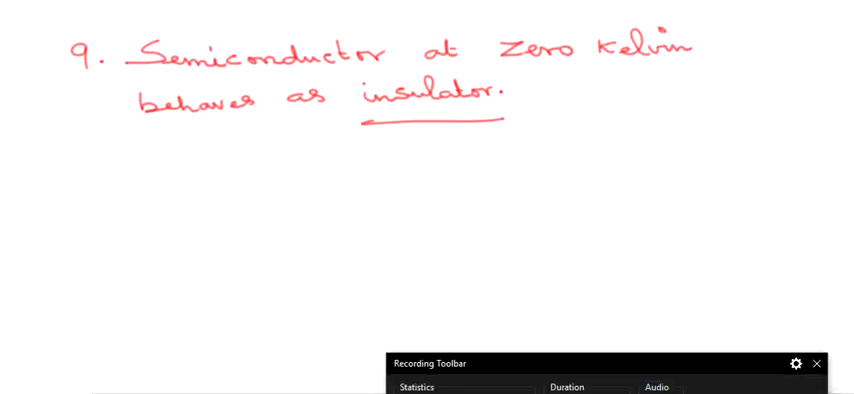 9. Semiconductor at zero kelvin
behaves as insulator.
Recording Toolbar
Statistics Duration Audio